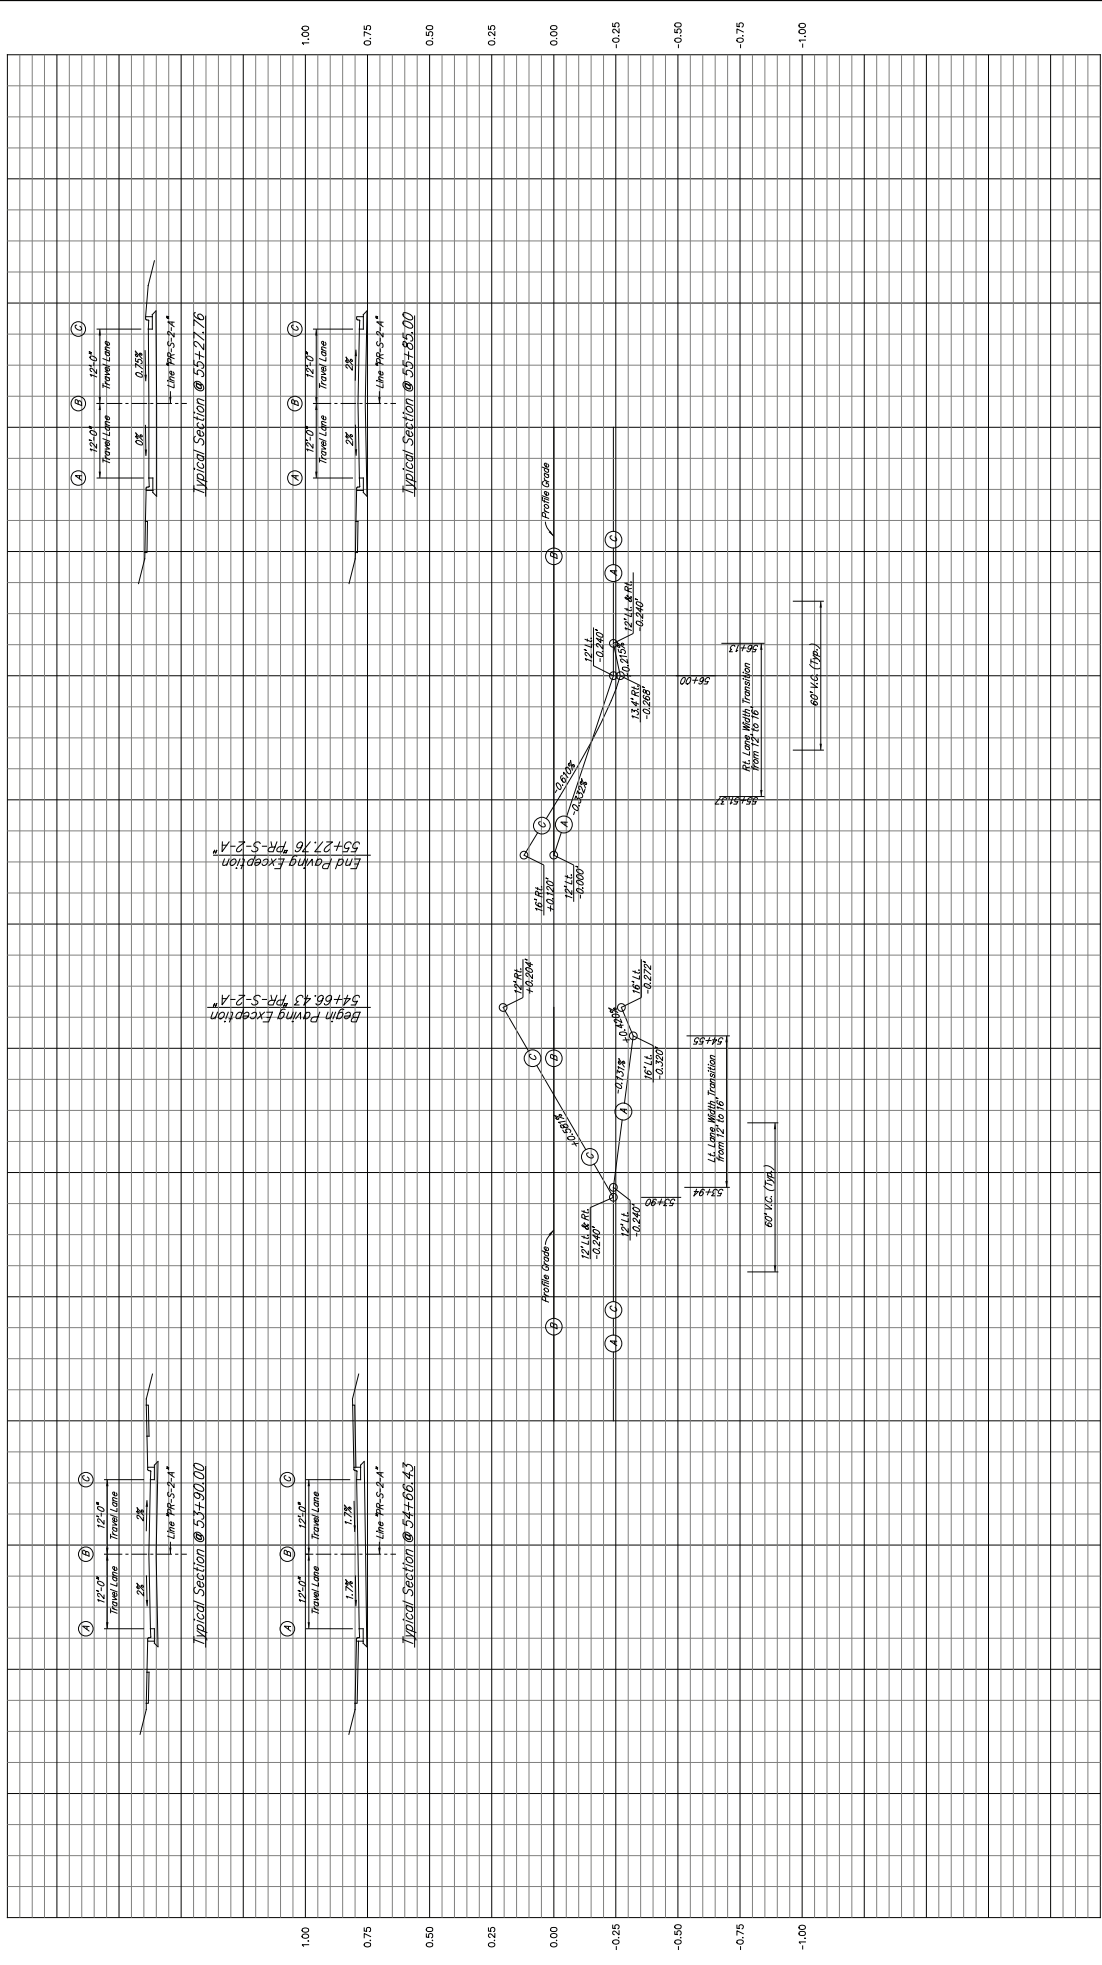 1.00
0.75
0.50
0.25
0.00
-0.25
-0.50
-0.75
-1.00
A
B
C
12'-0"
12'-0"
Travel Lane
Travel Lane
2%
2%
Line "PR-S-2-A"
Typical Section @ 53+90.00
A
B
C
12'-0"
12'-0"
Travel Lane
Travel Lane
1.7%
1.7%
Line "PR-S-2-A"
Typical Section @ 54+66.43
A
B
C
12'-0"
12'-0"
Travel Lane
Travel Lane
0%
0.75%
Line "PR-S-2-A"
Typical Section @ 55+27.76
A
B
C
12'-0"
12'-0"
Travel Lane
Travel Lane
2%
2%
Line "PR-S-2-A"
Typical Section @ 55+85.00
Begin Paving Exception
54+66.43 "PR-S-2-A"
End Paving Exception
55+27.76 "PR-S-2-A"
B
Profile Grade
A
C
12' Lt. & Rt.
-0.240'
12' Lt.
-0.240'
C
+0.581%
C
B
12' Rt.
+0.204'
A
-0.131%
16' Lt.
-0.320'
+0.420%
16' Lt.
-0.272'
53+90
53+94
54+55
Lt. Lane Width Transition
from 12' to 16'
60' V.C. (Typ.)
16' Rt.
+0.120'
12' Lt.
-0.000'
C
-0.610%
A
-0.332%
12' Lt.
-0.240'
13.4' Rt.
-0.268'
0.215%
12' Lt. & Rt.
-0.240'
A
C
B
Profile Grade
55+51.37
56+00
56+13
Rt. Lane Width Transition
from 12' to 16'
60' V.C. (Typ.)
1.00
0.75
0.50
0.25
0.00
-0.25
-0.50
-0.75
-1.00